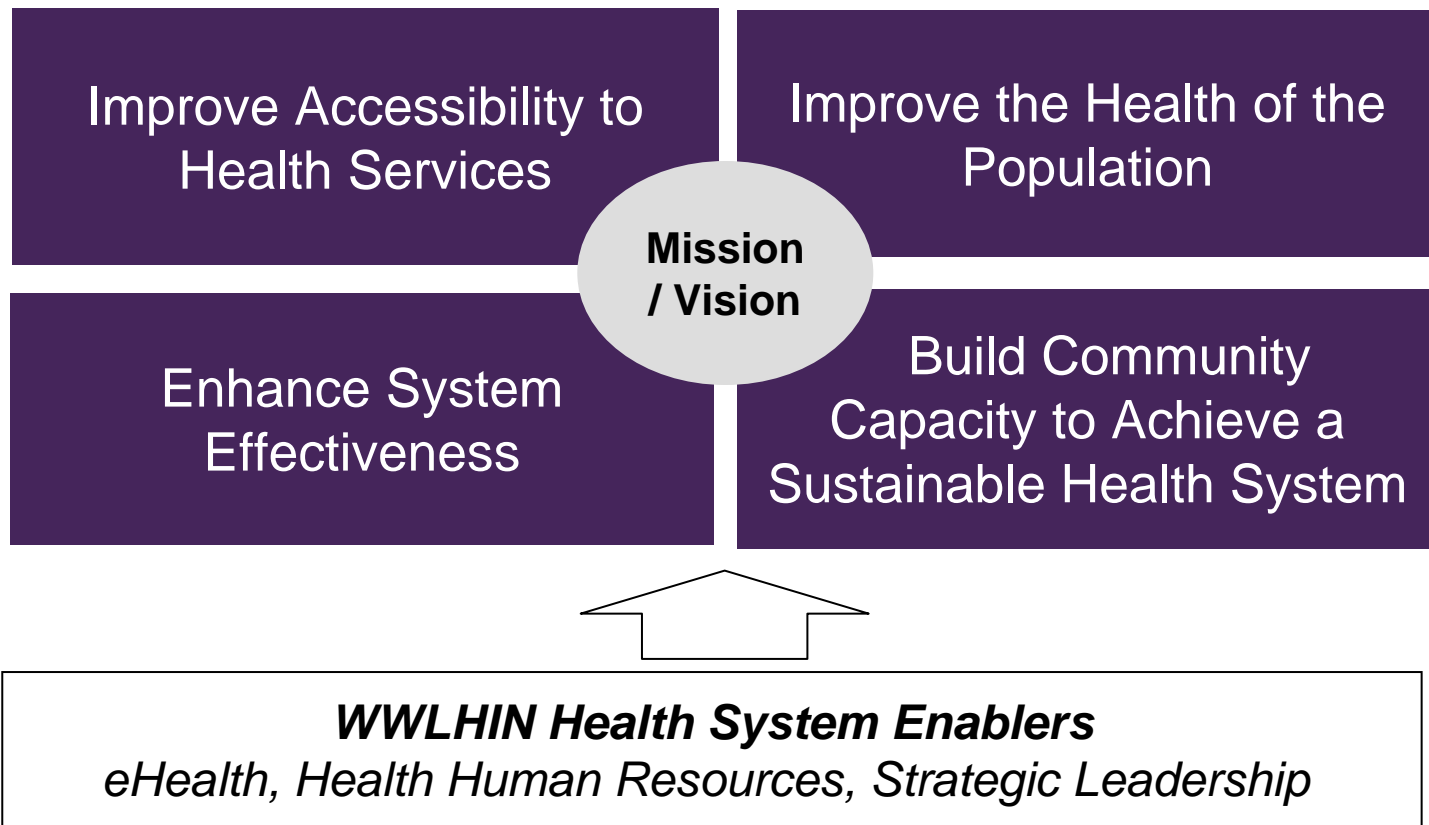 Improve Accessibility to
Health Services
Improve the Health of the
Population
Mission
/ Vision
Enhance System
Effectiveness
Build Community
Capacity to Achieve a
Sustainable Health System
WWLHIN Health System Enablers
eHealth, Health Human Resources, Strategic Leadership